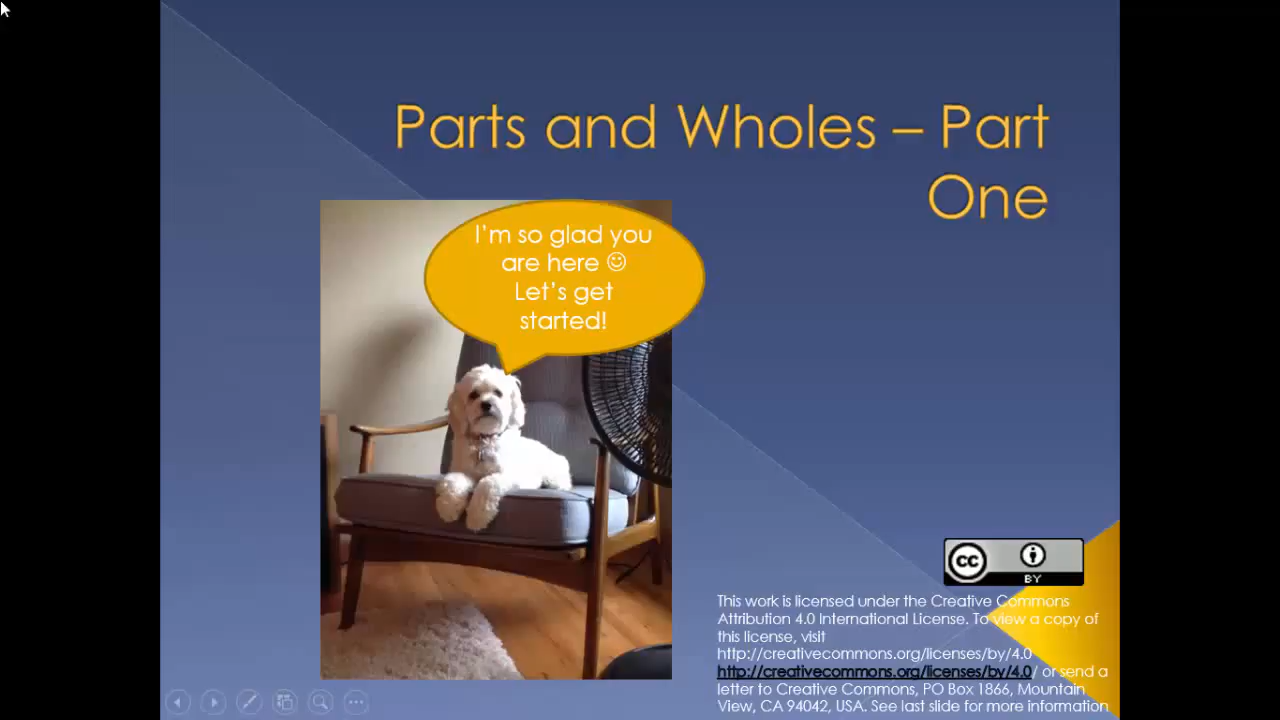 Parts and Wholes – Part
One
I'm so glad you
are here ☺
Let's get
started!
cc
BY
This work is licensed under the Creative Commons
Attribution 4.0 International License. To view a copy of
this license, visit
http://creativecommons.org/licenses/by/4.0
http://creativecommons.org/licenses/by/4.0/ or send a
letter to Creative Commons, PO Box 1866, Mountain
View, CA 94042, USA. See last slide for more information